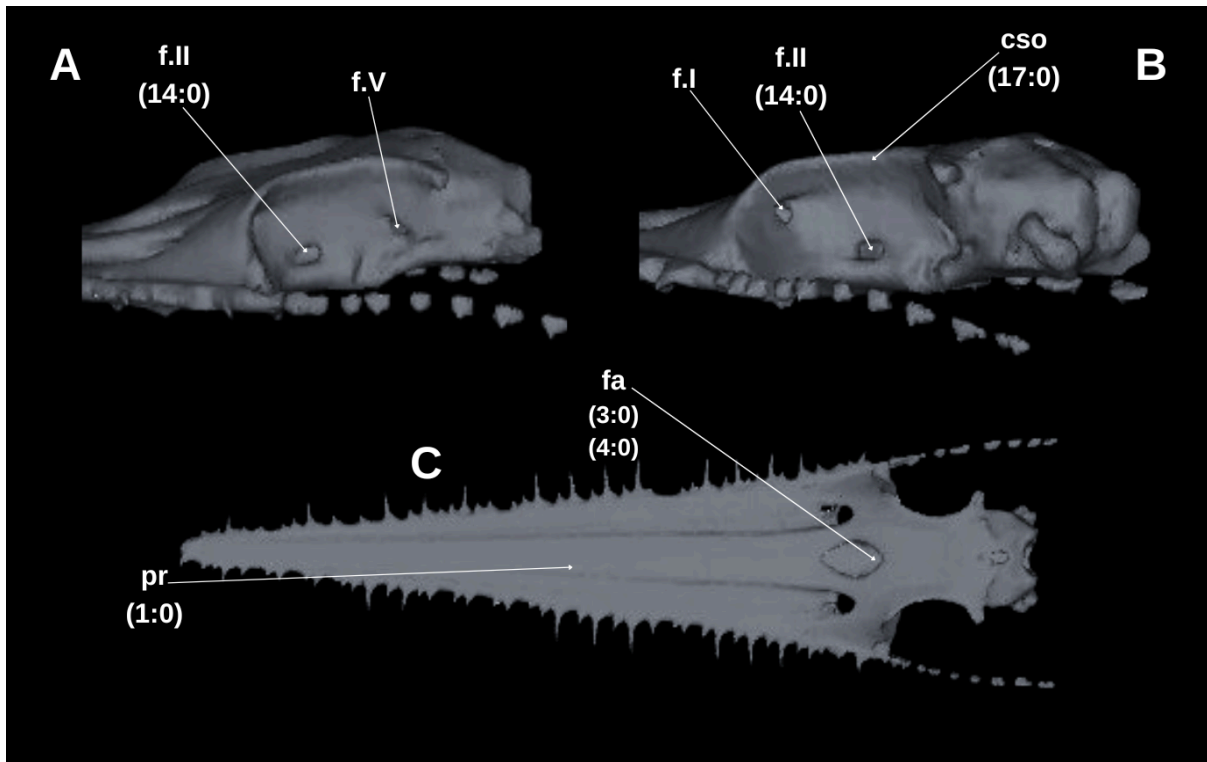 A
f.II
(14:0)
f.V
f.I
f.II
(14:0)
cso
(17:0)
B
fa
(3:0)
(4:0)
C
pr
(1:0)